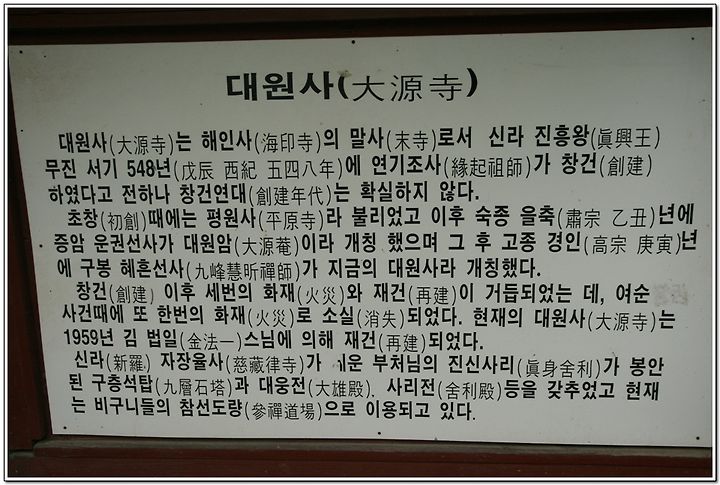 대원사(大源寺)
대원사(大源寺)는 해인사(海印寺)의 말사(末寺)로서 신라 진흥왕(眞興王)
무진 서기 548년(戊辰 西紀 五四八年)에 연기조사(緣起祖師)가 창건(創建)
하였다고 전하나 창건연대(創建年代)는 확실하지 않다.
초창(初創)때에는 평원사(平原寺)라 불리었고 이후 숙종 을축(肅宗 乙丑)년에
증암 운권선사가 대원암(大源菴)이라 개칭 했으며 그 후 고종 경인(高宗 庚寅)년
에 구봉 혜흔선사(九峰慧昕禪師)가 지금의 대원사라 개칭했다.
창건(創建) 이후 세번의 화재(火災)와 재건(再建)이 거듭되었는 데, 여순
사건때에 또 한번의 화재(火災)로 소실(消失)되었다. 현재의 대원사(大源寺)는
1959년 김 법일(金法一)스님에 의해 재건(再建)되었다.
신라(新羅) 자장율사(慈藏律寺)가 운 부처님의 진신사리(眞身舍利)가 봉안
된 구층석탑(九層石塔)과 대웅전(大雄殿), 사리전(舍利殿)등을 갖추었고 현재
는 비구니들의 참선도량(參禪道場)으로 이용되고 있다.